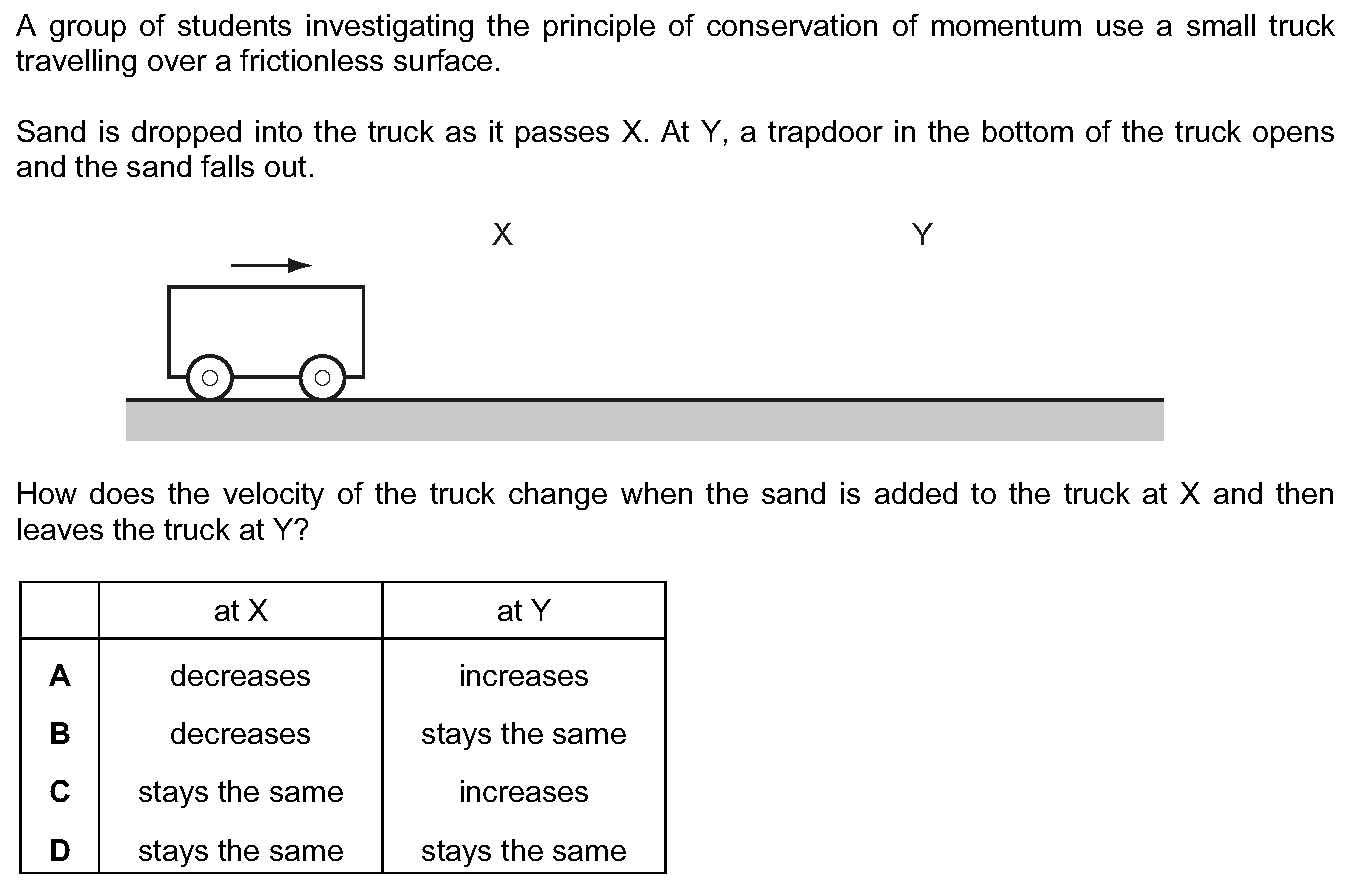 A group of students investigating the principle of conservation of momentum use a small truck
travelling over a frictionless surface.
Sand is dropped into the truck as it passes X. At Y, a trapdoor in the bottom of the truck opens
and the sand falls out.
X Y
How does the velocity of the truck change when the sand is added to the truck at X and then
leaves the truck at Y?
at X at Y
A decreases increases
B decreases stays the same
C stays the same increases
D stays the same stays the same